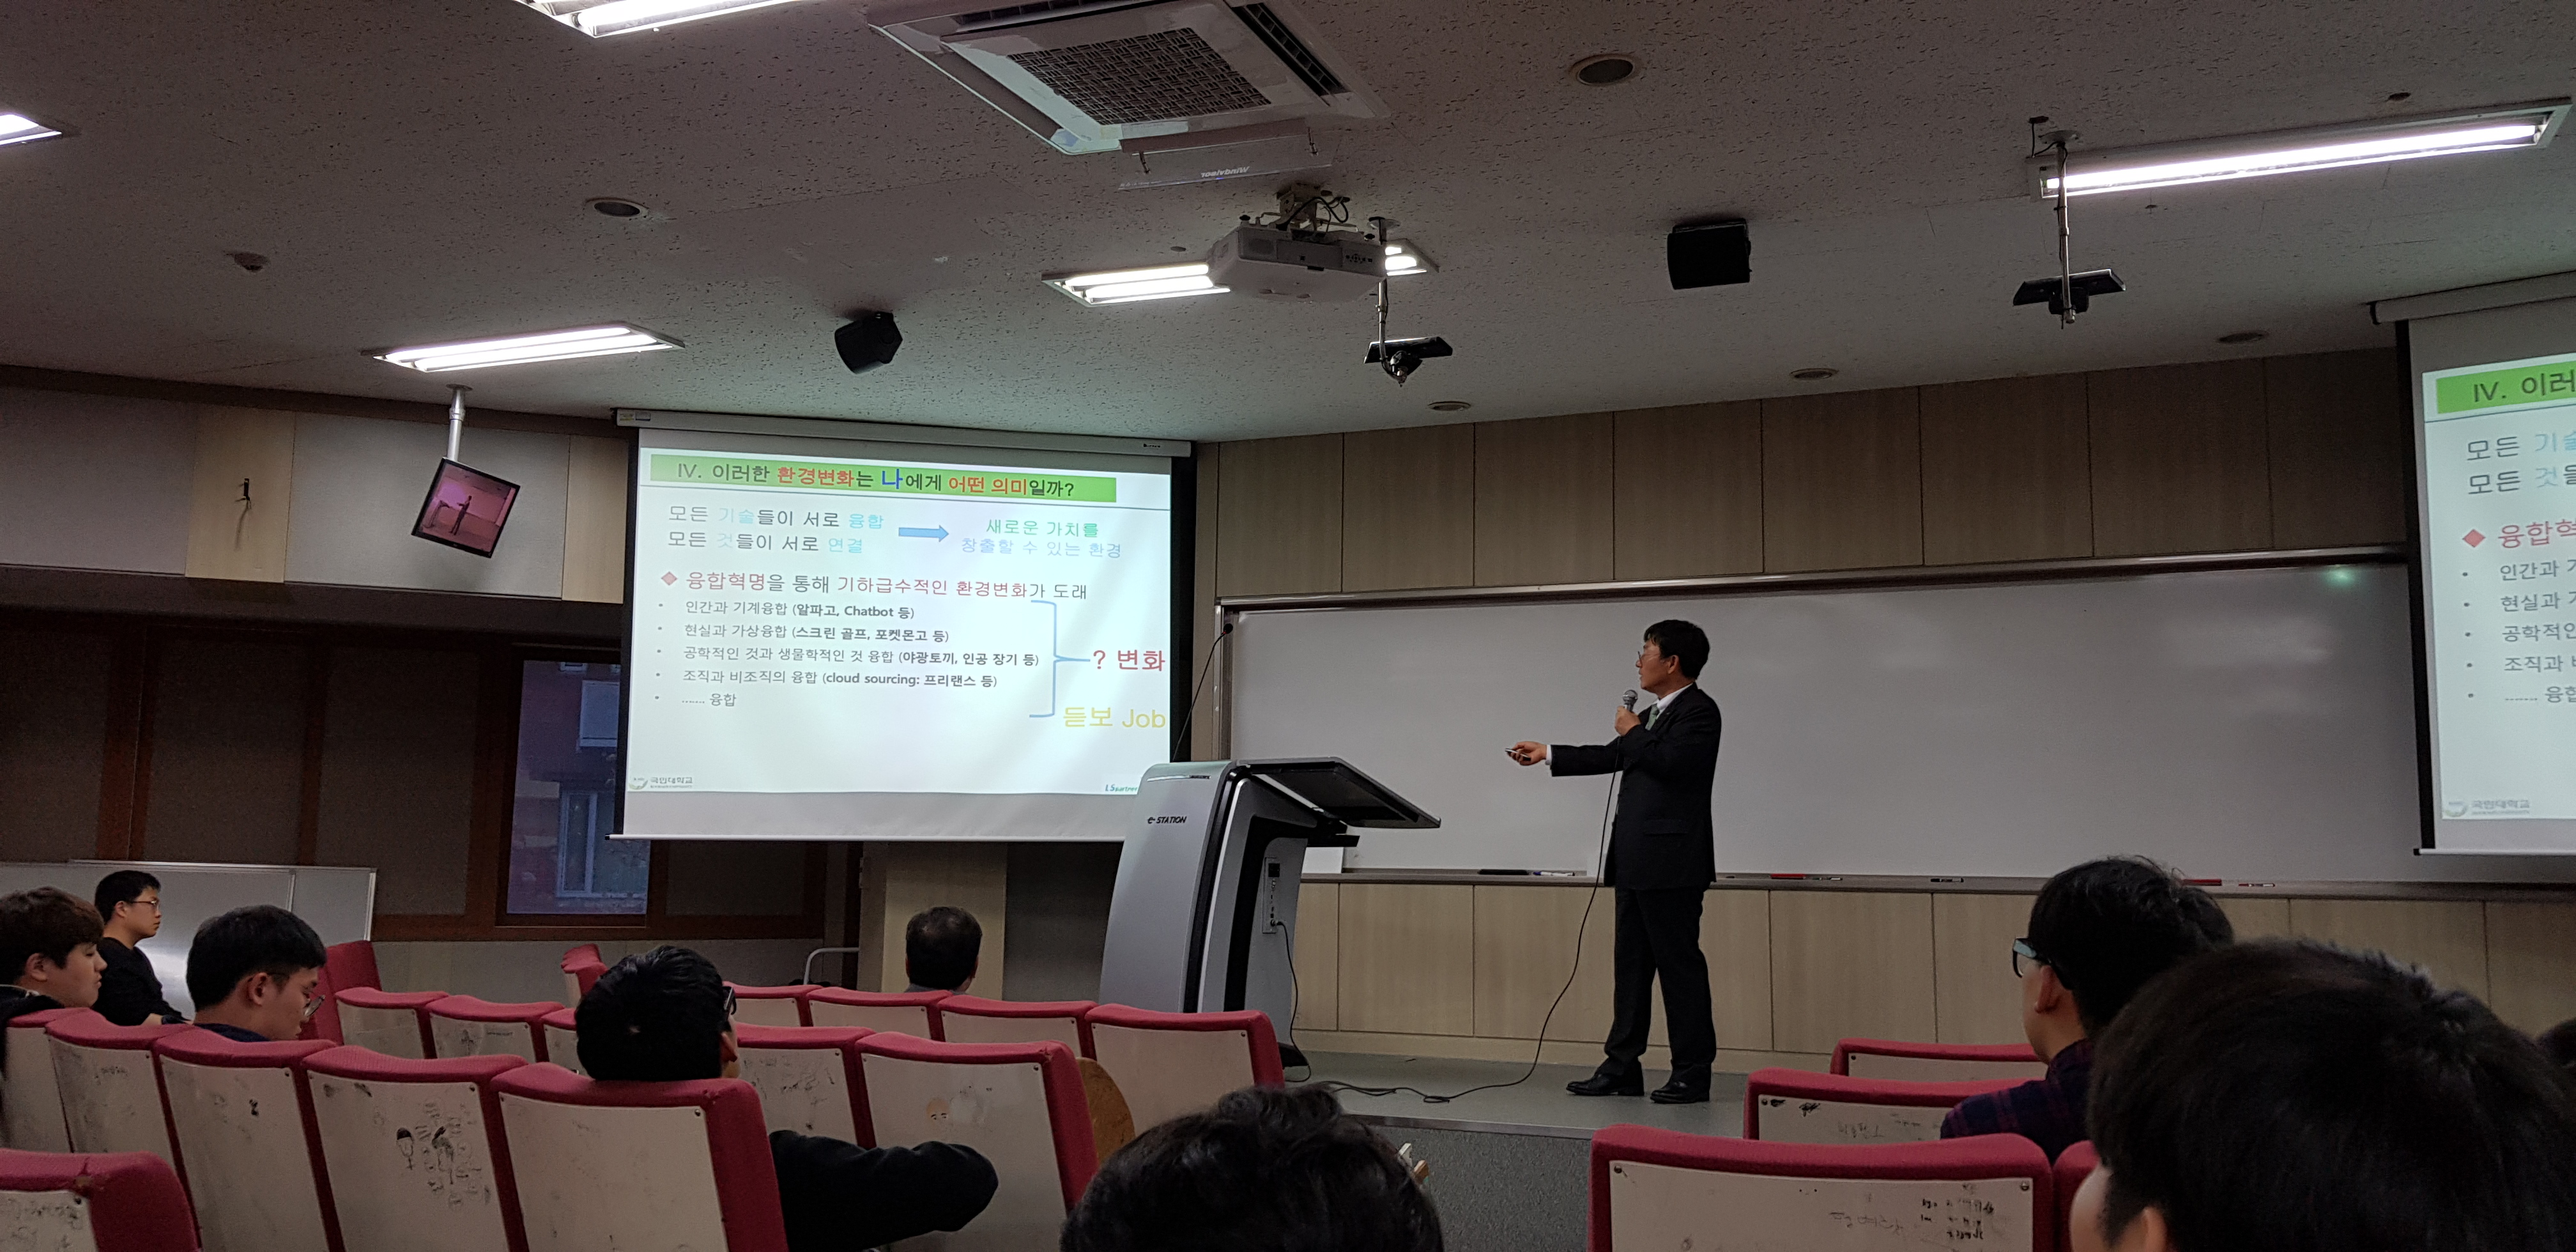 Windvisor
IV. 이러한 환경변화는 나에게 어떤 의미일까?
모든 기술들이 서로 융합
모든 것들이 서로 연결
새로운 가치를
창출할 수 있는 환경
◆ 융합혁명을 통해 기하급수적인 환경변화가 도래
• 인간과 기계융합 (알파고, Chatbot 등)
• 현실과 가상융합 (스크린 골프, 포켓몬고 등)
• 공학적인 것과 생물학적인 것 융합 (야광토끼, 인공 장기 등)
• 조직과 비조직의 융합 (cloud sourcing: 프리랜스 등)
• ....... 융합
? 변화
듣보 Job
국민대학교
LSpartner
e-STATION
IV. 이러
모든 기술
모든 것들
◆ 융합혁
• 인간과
• 현실과
• 공학적인
• 조직과
• ....... 융합
국민대학교